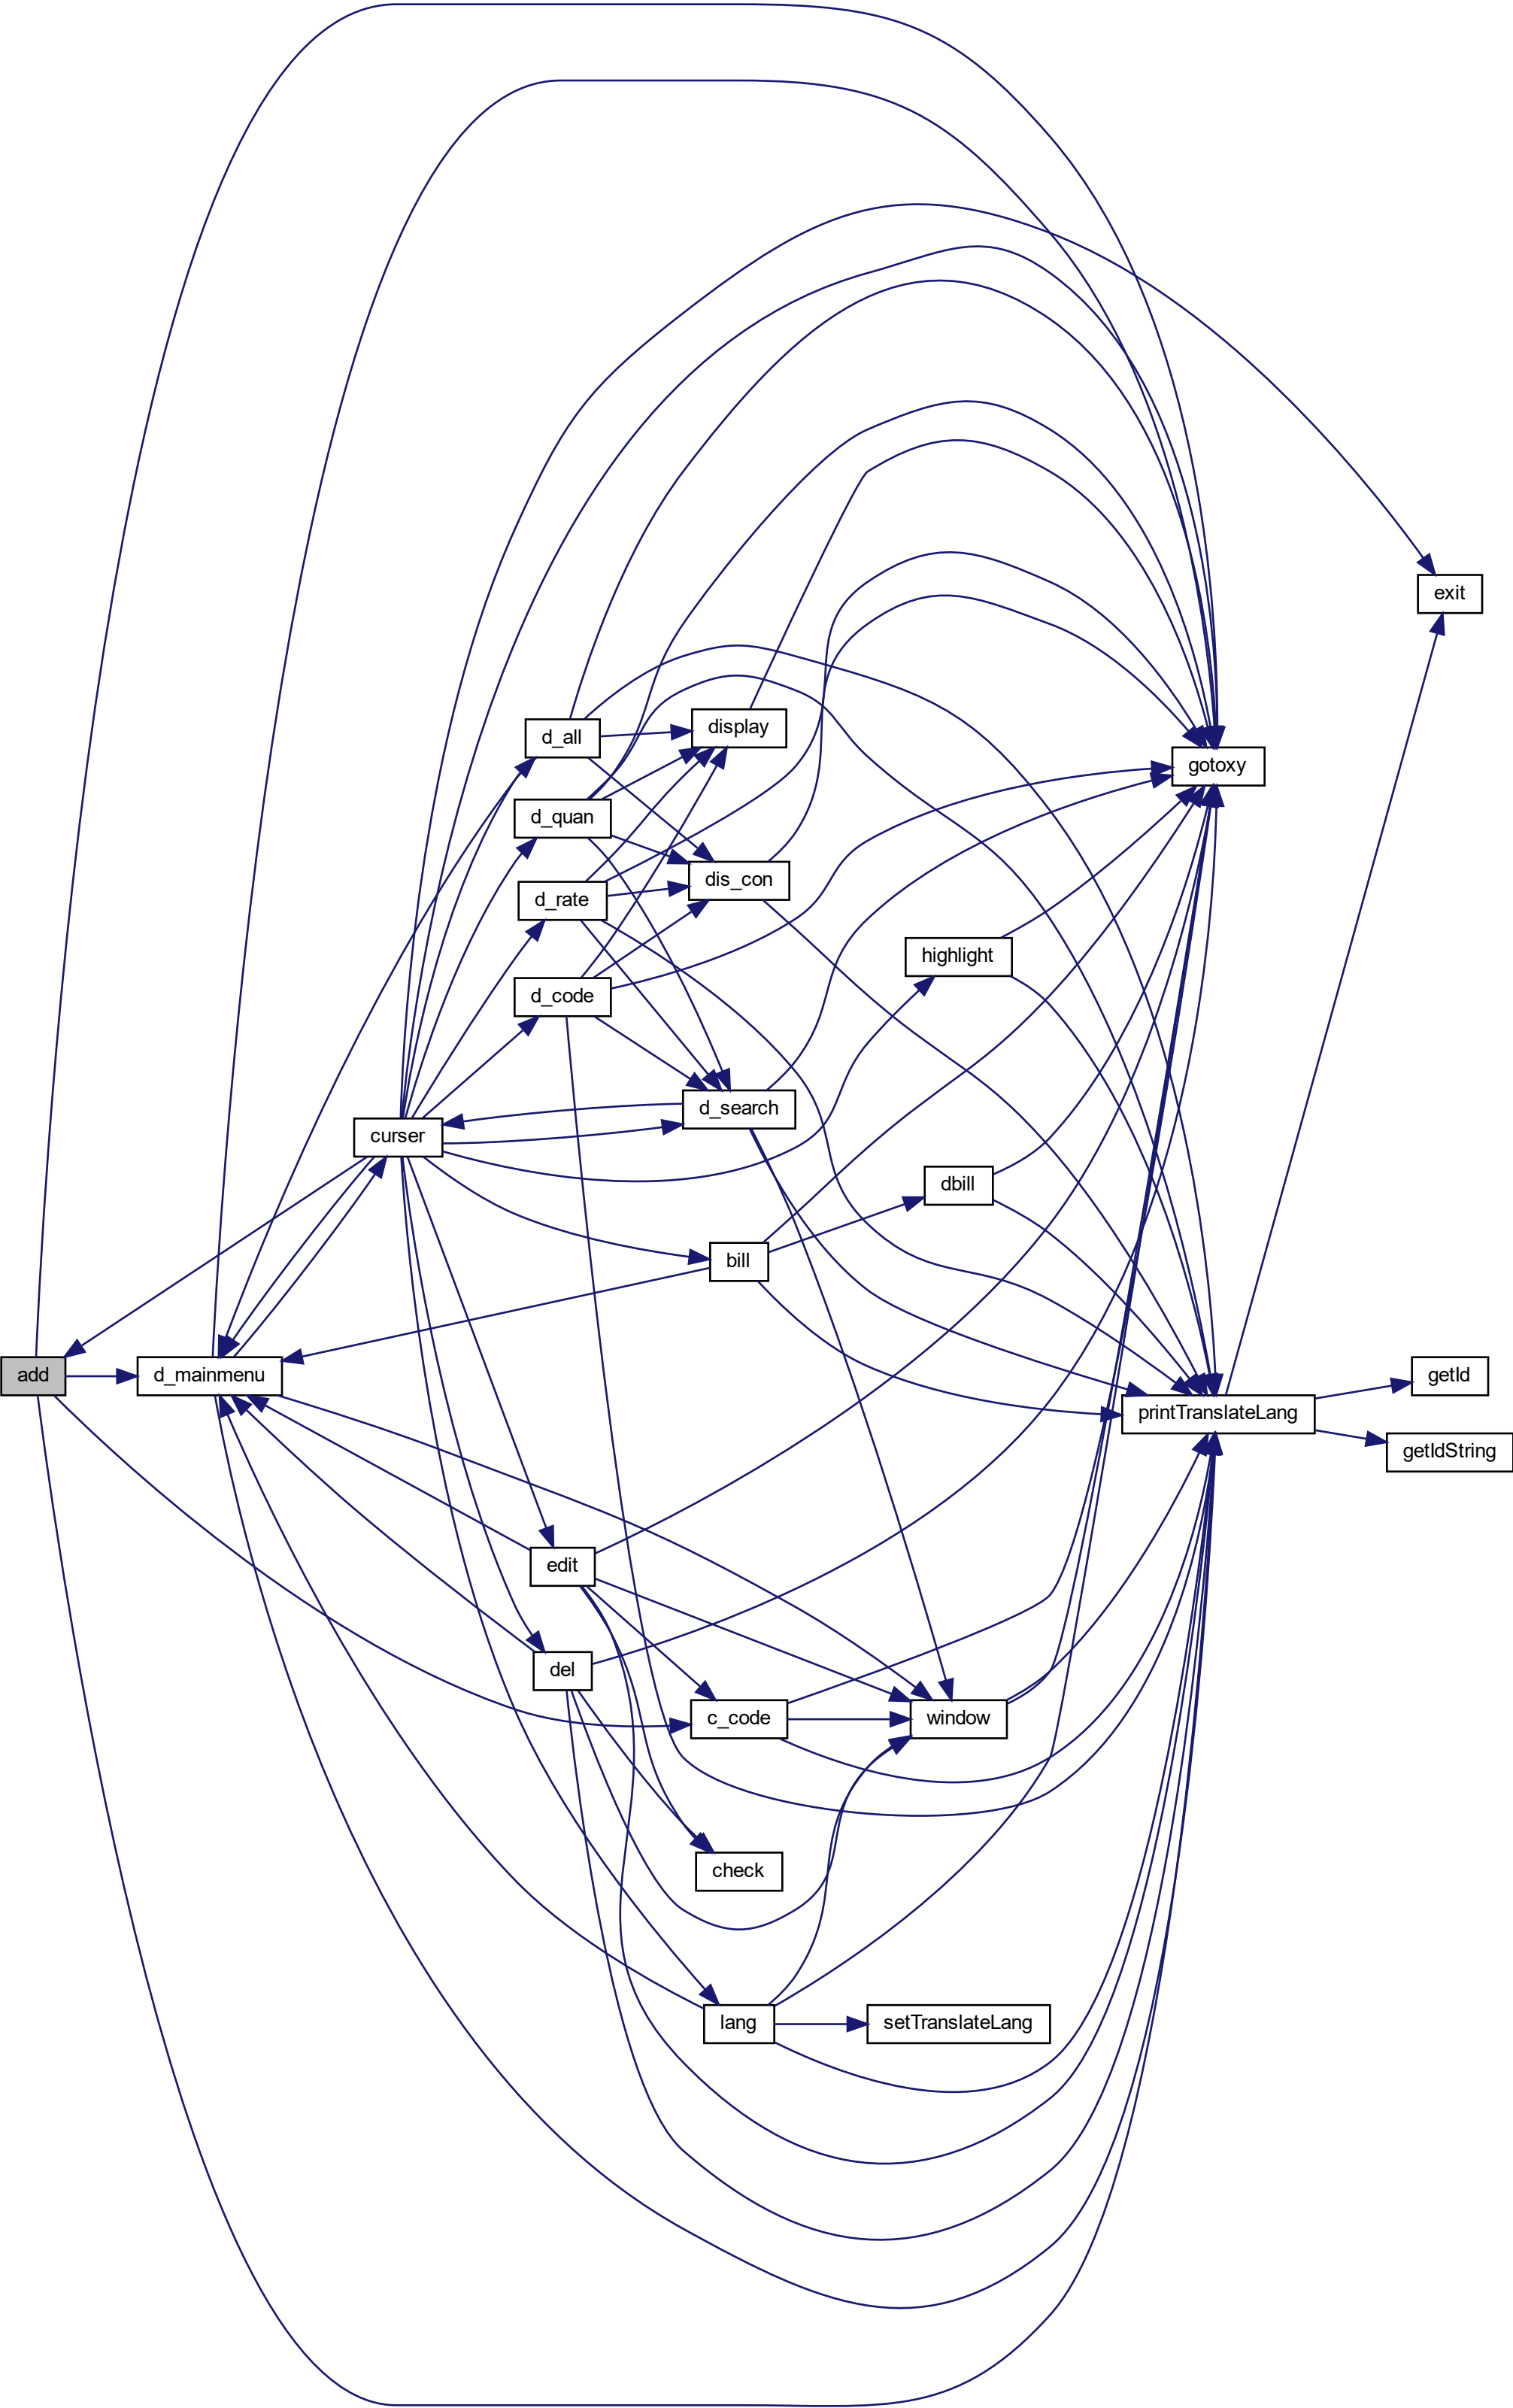 add
d_mainmenu
curser
d_all
d_quan
d_rate
d_code
edit
del
display
dis_con
d_search
bill
c_code
check
lang
highlight
dbill
window
setTranslateLang
gotoxy
printTranslateLang
exit
getId
getIdString